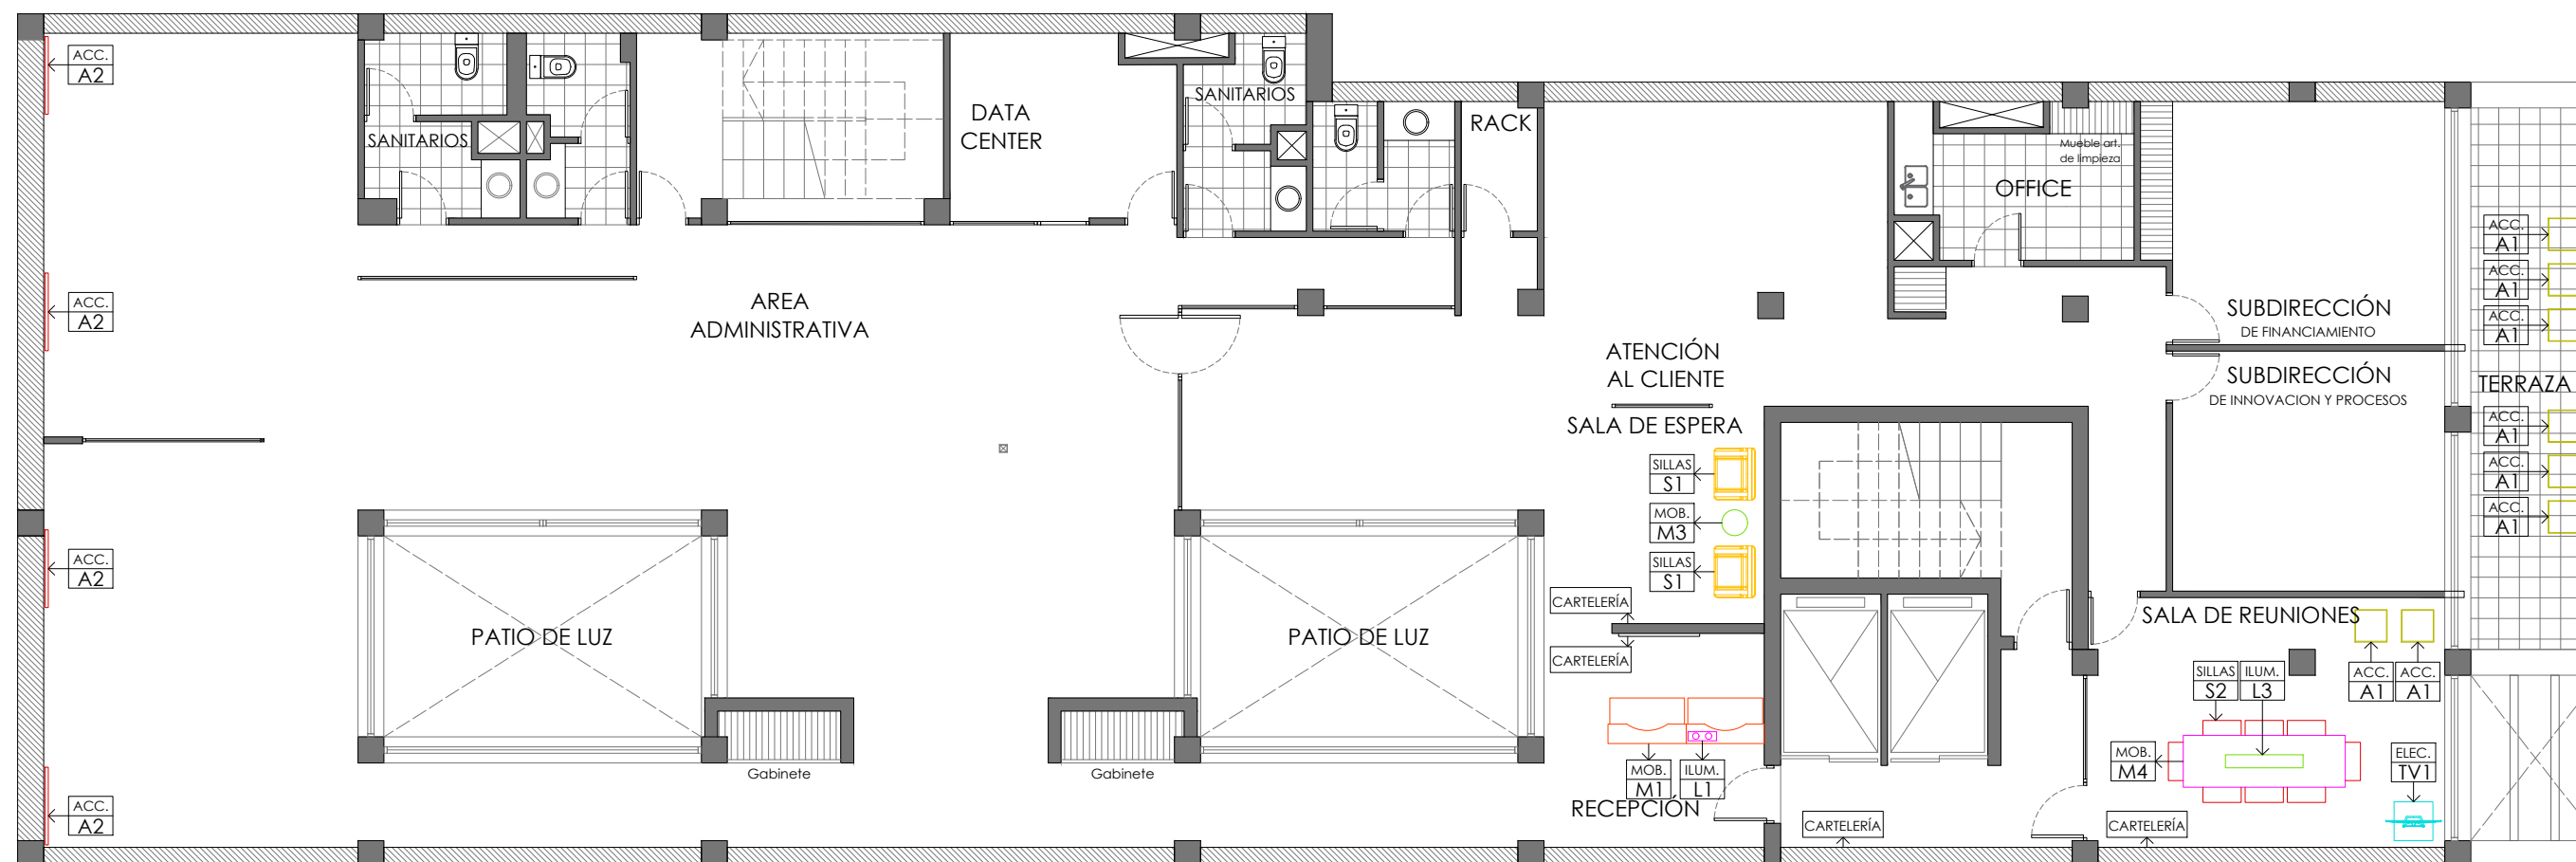 ACC.
A2
SANITARIOS
DATA
CENTER
SANITARIOS
RACK
Mueble art.
de limpieza
OFFICE
ACC.
A1
ACC.
A1
ACC.
A1
ACC.
A2
AREA
ADMINISTRATIVA
SUBDIRECCIÓN
DE FINANCIAMIENTO
ATENCIÓN
AL CLIENTE
SUBDIRECCIÓN
DE INNOVACION Y PROCESOS
TERRAZA
SALA DE ESPERA
ACC.
A1
ACC.
A1
ACC.
A1
SILLAS
S1
MOB.
M3
SILLAS
S1
ACC.
A2
CARTELERÍA
CARTELERÍA
PATIO DE LUZ
PATIO DE LUZ
SALA DE REUNIONES
SILLAS
S2
ILUM.
L3
ACC.
A1
ACC.
A1
MOB.
M4
ELEC.
TV1
Gabinete
Gabinete
MOB.
M1
ILUM.
L1
RECEPCIÓN
ACC.
A2
CARTELERÍA
CARTELERÍA